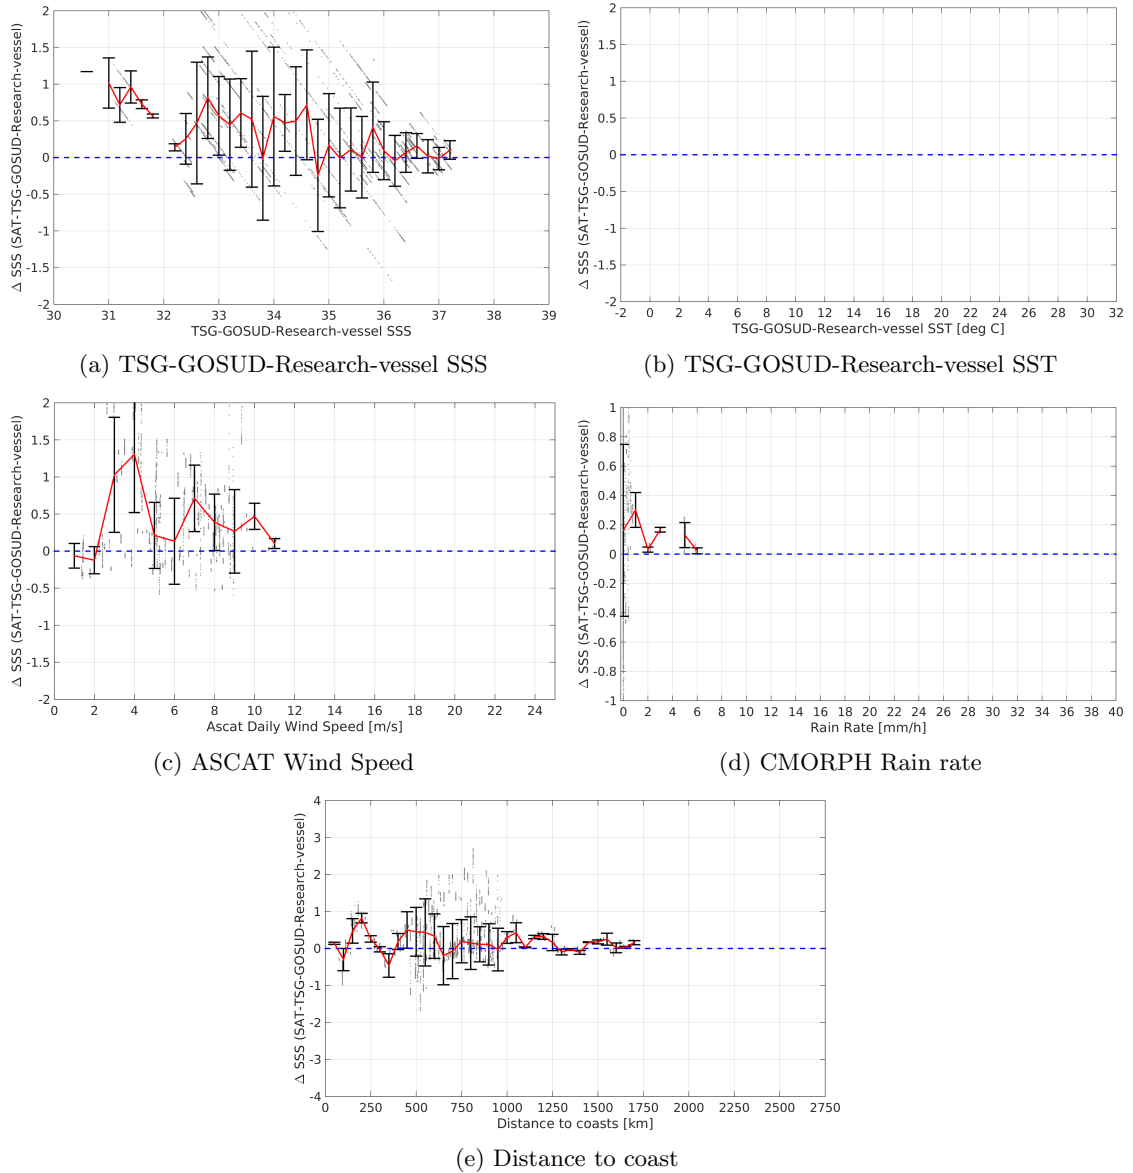 2
1.5
1
0.5
0
-0.5
-1
-1.5
-2
Δ SSS (SAT-TSG-GOSUD-Research-vessel)
30 31 32 33 34 35 36 37 38 39
TSG-GOSUD-Research-vessel SSS
(a) TSG-GOSUD-Research-vessel SSS
2
1.5
1
0.5
0
-0.5
-1
-1.5
-2
Δ SSS (SAT-TSG-GOSUD-Research-vessel)
-2 0 2 4 6 8 10 12 14 16 18 20 22 24 26 28 30 32
TSG-GOSUD-Research-vessel SST [deg C]
(b) TSG-GOSUD-Research-vessel SST
2
1.5
1
0.5
0
-0.5
-1
-1.5
-2
Δ SSS (SAT-TSG-GOSUD-Research-vessel)
0 2 4 6 8 10 12 14 16 18 20 22 24
Ascat Daily Wind Speed [m/s]
(c) ASCAT Wind Speed
1
0.8
0.6
0.4
0.2
0
-0.2
-0.4
-0.6
-0.8
-1
Δ SSS (SAT-TSG-GOSUD-Research-vessel)
0 2 4 6 8 10 12 14 16 18 20 22 24 26 28 30 32 34 36 38 40
Rain Rate [mm/h]
(d) CMORPH Rain rate
4
3
2
1
0
-1
-2
-3
-4
Δ SSS (SAT-TSG-GOSUD-Research-vessel)
0 250 500 750 1000 1250 1500 1750 2000 2250 2500 2750
Distance to coasts [km]
(e) Distance to coast